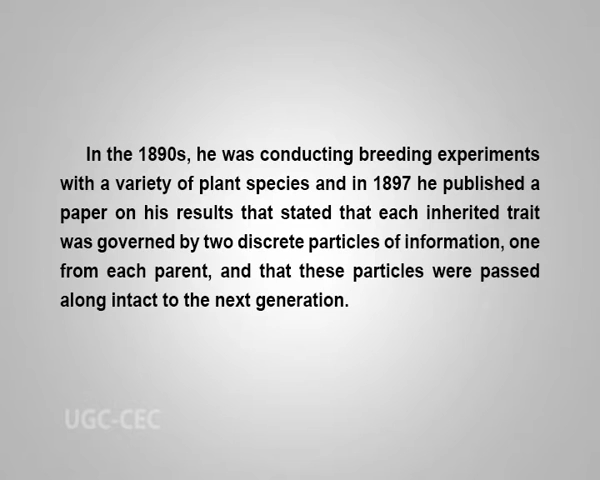 In the 1890s, he was conducting breeding experiments
with a variety of plant species and in 1897 he published a
paper on his results that stated that each inherited trait
was governed by two discrete particles of information, one
from each parent, and that these particles were passed
along intact to the next generation.
UGC-CEC